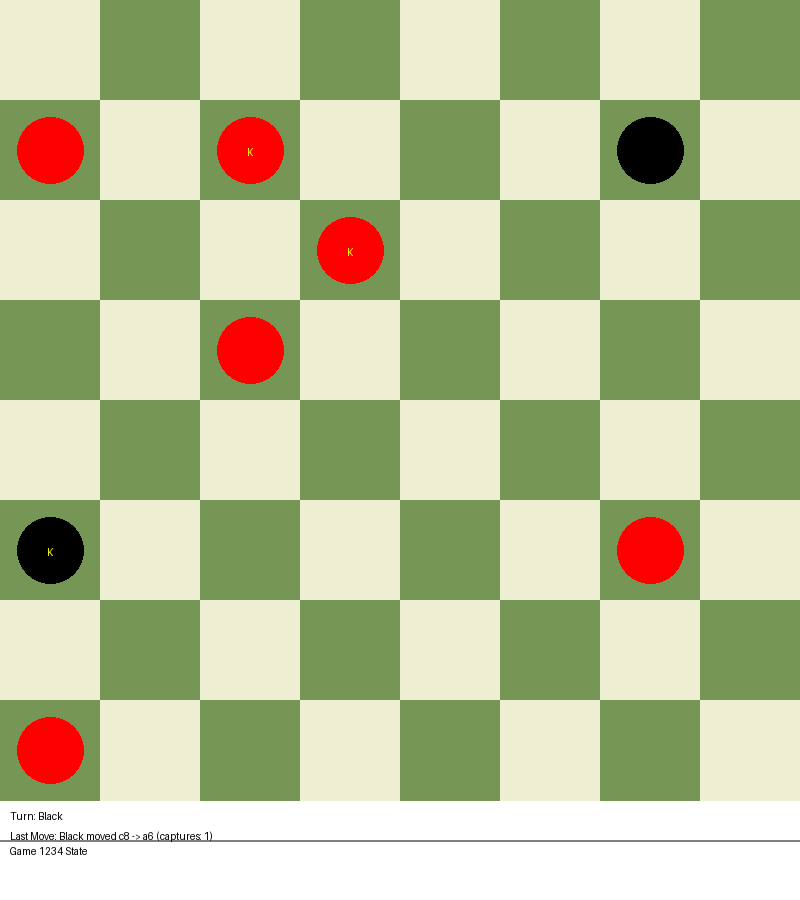 K
K
K
Turn: Black
Last Move: Black moved c8 -> a6 (captures: 1)
Game 1234 State